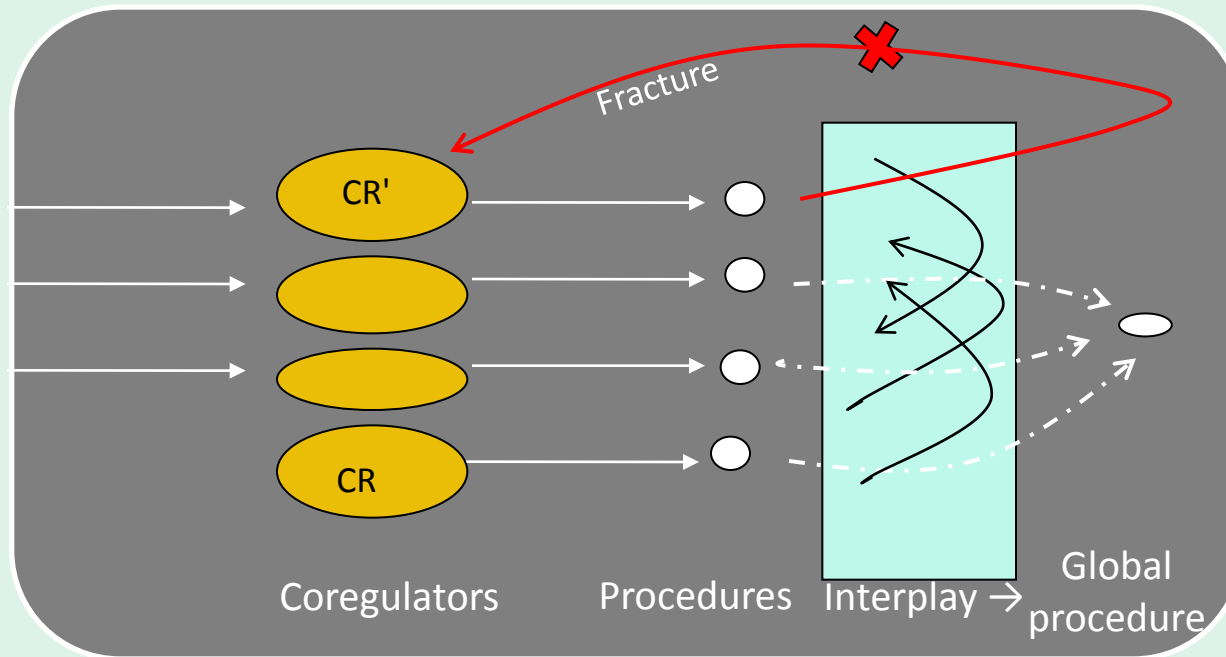 Fracture
CR'
CR
Coregulators
Procedures
Interplay →
Global
procedure